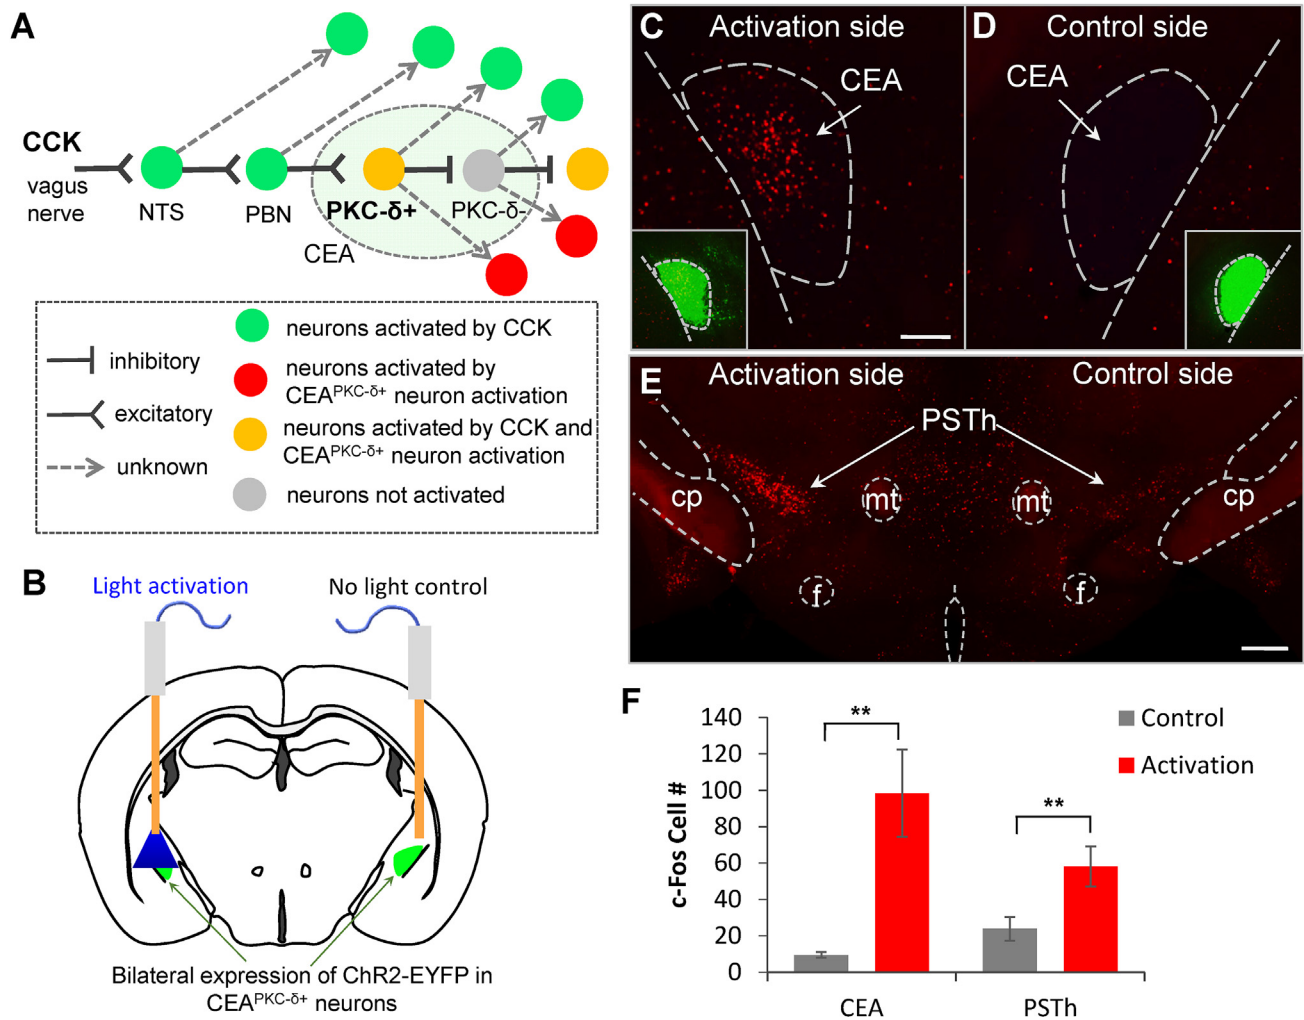 A
CCK
vagus
nerve
NTS
PBN
PKC-δ+
PKC-δ-
CEA
inhibitory
excitatory
unknown
neurons activated by CCK
neurons activated by
CEAPKC-δ+ neuron activation
neurons activated by CCK and
CEAPKC-δ+ neuron activation
neurons not activated
B
Light activation
No light control
Bilateral expression of ChR2-EYFP in
CEAPKC-δ+ neurons
C
Activation side
CEA
D
Control side
CEA
E
Activation side
Control side
PSTh
cp
mt
mt
cp
f
f
F
c-Fos Cell #
140
120
100
80
60
40
20
0
**
**
CEA
PSTh
Control
Activation